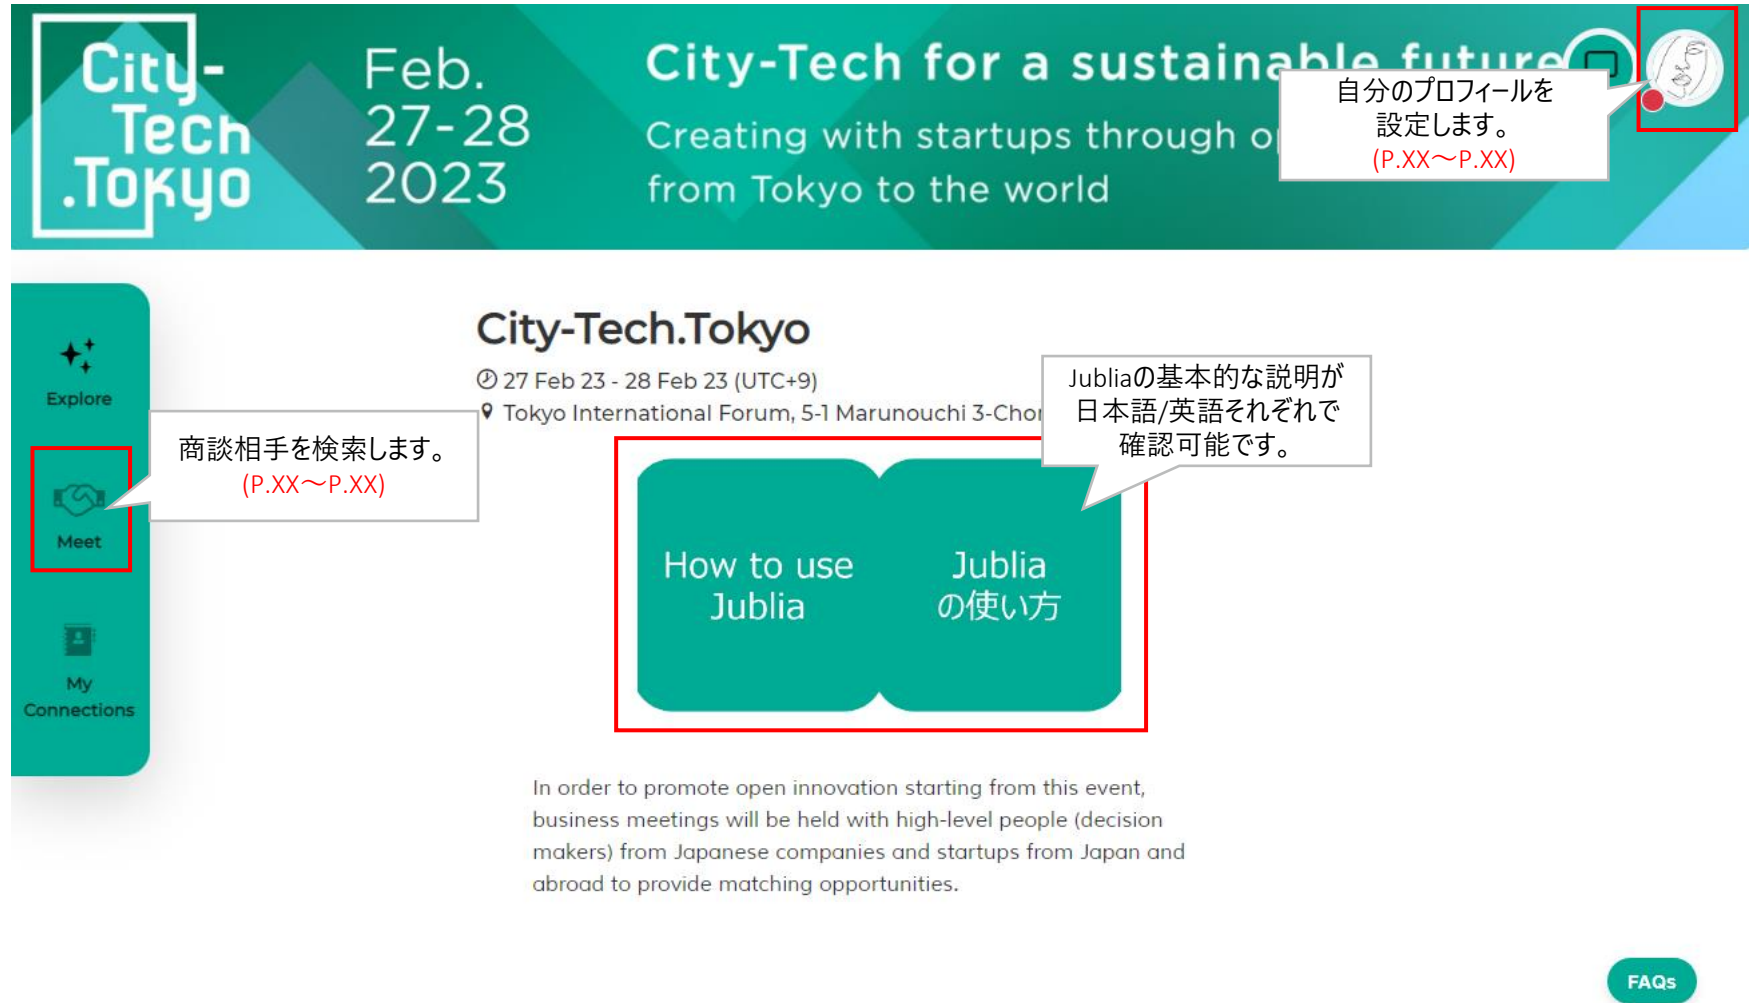 City-
Tech
.Tokyo
Feb.
27-28
2023
City-Tech for a sustainable future
Creating with startups through
from Tokyo to the world
自分のプロフィールを
設定します。
(P.XX～P.XX)
Explore
Meet
My
Connections
商談相手を検索します。
(P.XX～P.XX)
City-Tech.Tokyo
27 Feb 23 - 28 Feb 23 (UTC+9)
Tokyo International Forum, 5-1 Marunouchi 3-
Jubliaの基本的な説明が
日本語/英語それぞれで
確認可能です。
How to use
Jublia
Jublia
の使い方
In order to promote open innovation starting from this event,
business meetings will be held with high-level people (decision
makers) from Japanese companies and startups from Japan and
abroad to provide matching opportunities.
FAQs